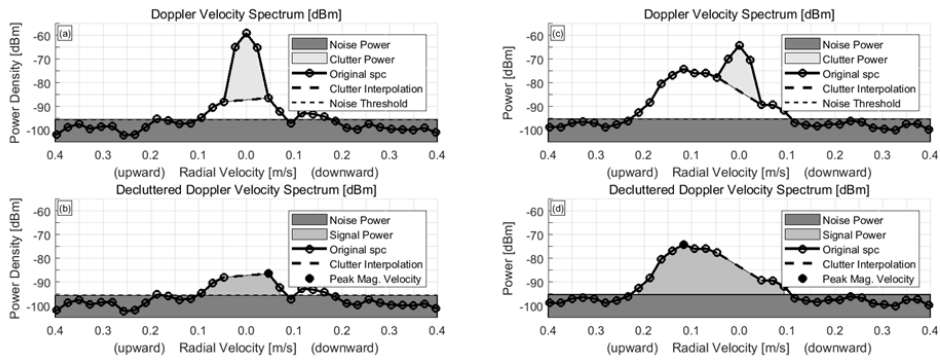 Doppler Velocity Spectrum [dBm]
(a)
Power Density [dBm]
-60
-70
-80
-90
-100
Noise Power
Clutter Power
Original spc
Clutter Interpolation
Noise Threshold
0.4 0.3 0.2 0.1 0.0 0.1 0.2 0.3 0.4
(upward) Radial Velocity [m/s] (downward)
Doppler Velocity Spectrum [dBm]
(c)
Power [dBm]
-60
-70
-80
-90
-100
Noise Power
Clutter Power
Original spc
Clutter Interpolation
Noise Threshold
0.4 0.3 0.2 0.1 0.0 0.1 0.2 0.3 0.4
(upward) Radial Velocity [m/s] (downward)
Decluttered Doppler Velocity Spectrum [dBm]
(b)
Power Density [dBm]
-60
-70
-80
-90
-100
Noise Power
Signal Power
Original spc
Clutter Interpolation
Peak Mag. Velocity
0.4 0.3 0.2 0.1 0.0 0.1 0.2 0.3 0.4
(upward) Radial Velocity [m/s] (downward)
Decluttered Doppler Velocity Spectrum [dBm]
(d)
Power [dBm]
-60
-70
-80
-90
-100
Noise Power
Signal Power
Original spc
Clutter Interpolation
Peak Mag. Velocity
0.4 0.3 0.2 0.1 0.0 0.1 0.2 0.3 0.4
(upward) Radial Velocity [m/s] (downward)